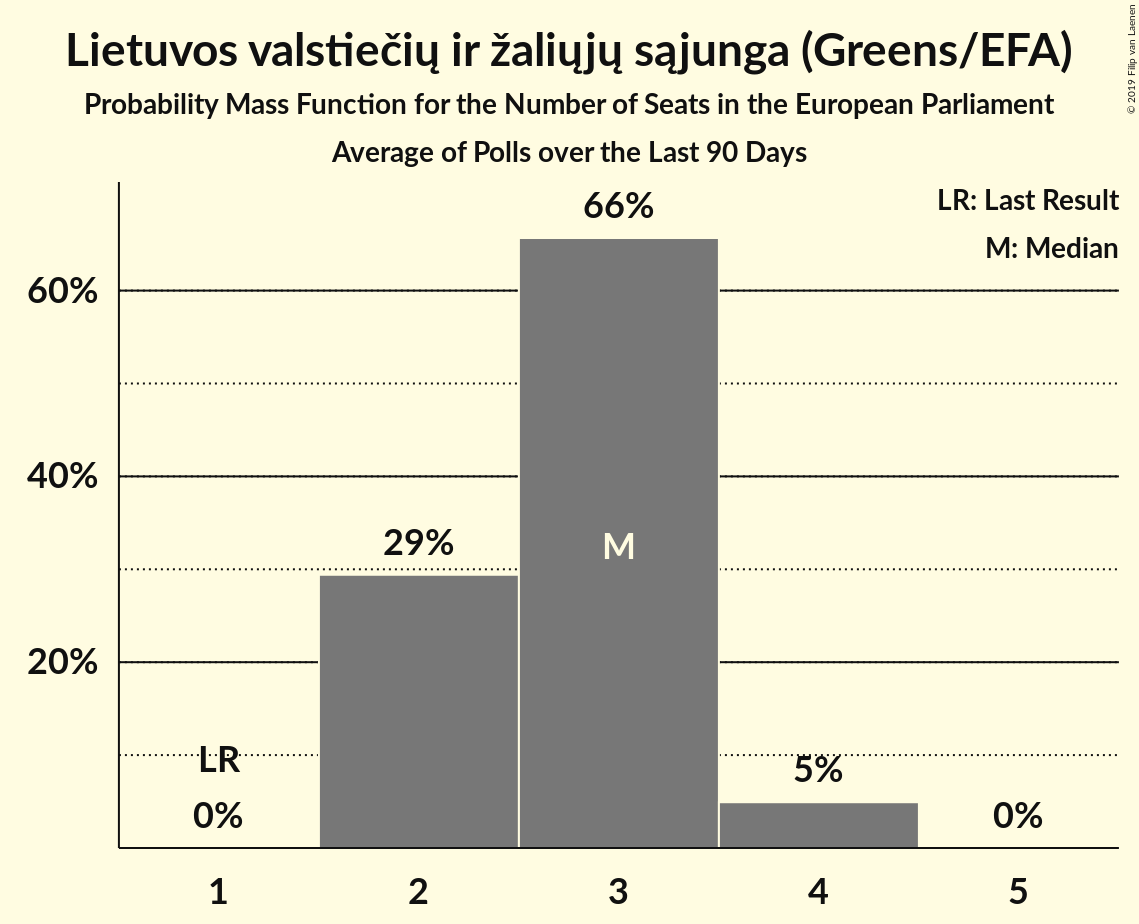 Lietuvos valstiečių ir žaliųjų sąjunga (Greens/EFA)
Probability Mass Function for the Number of Seats in the European Parliament
Average of Polls over the Last 90 Days
© 2019 Filip van Laenen
LR: Last Result
M: Median
66%
60%
40%
29%
M
20%
LR
5%
0%
0%
1 2 3 4 5